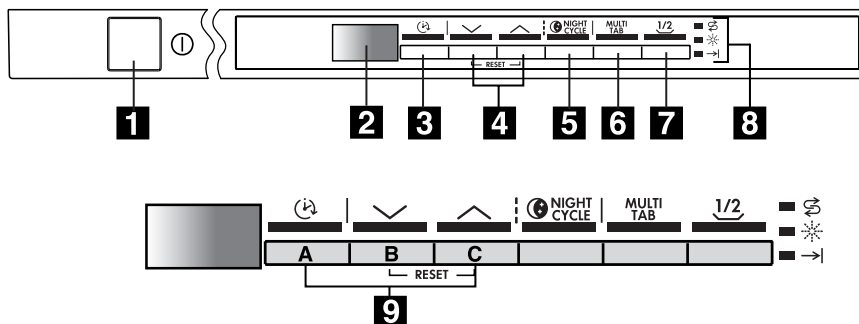 NIGHT CYCLE
MULTI TAB
1/2
RESET
1
2
3
4
5
6
7
8
NIGHT CYCLE
MULTI TAB
1/2
A
B
C
RESET
9